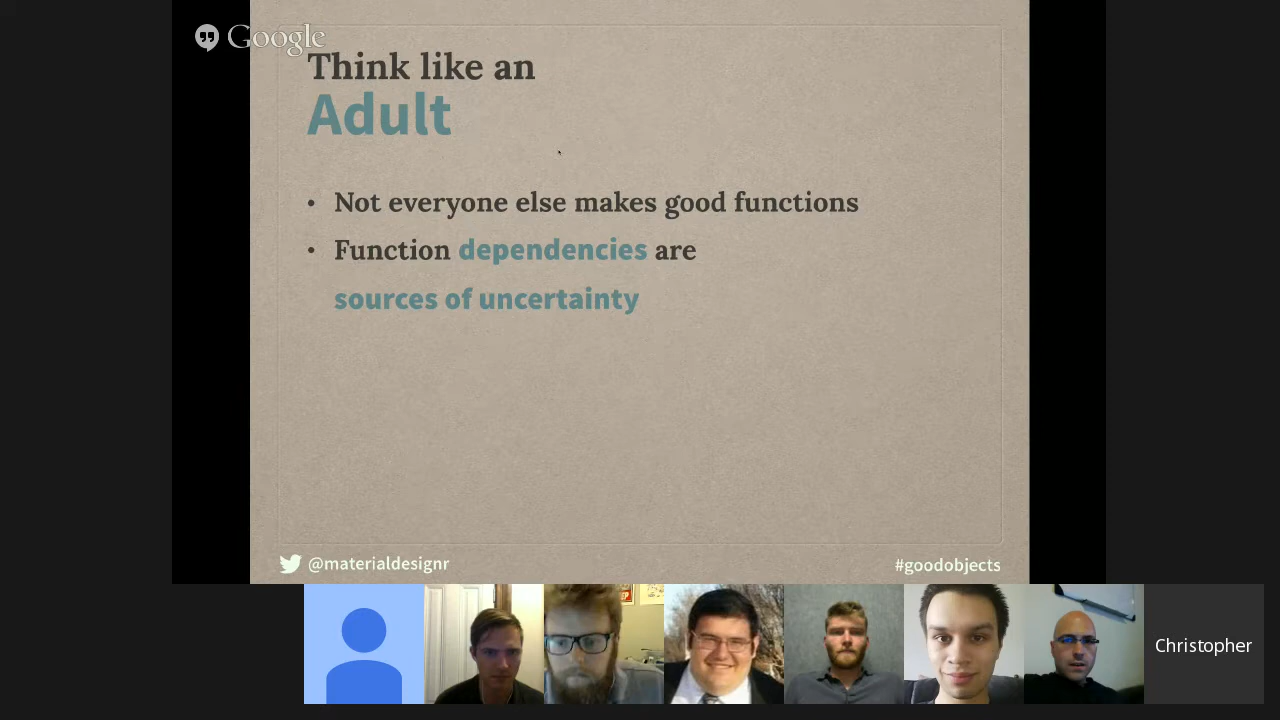 Google
Think like an
Adult
• Not everyone else makes good functions
• Function dependencies are
sources of uncertainty
@materialdesignr
#goodobjects
Christopher